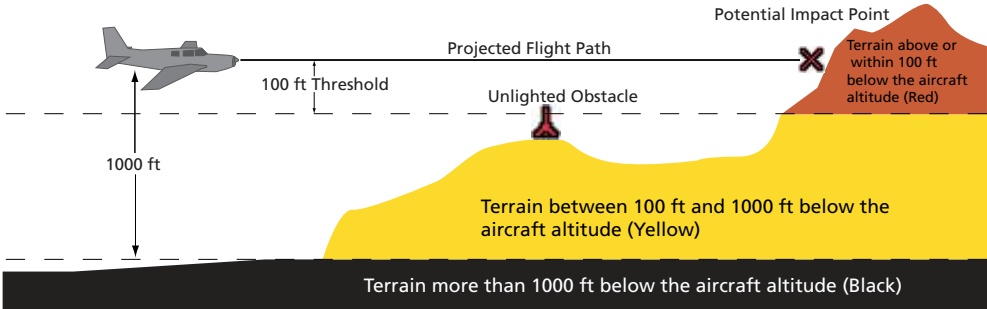 Potential Impact Point
Projected Flight Path
Terrain above or
within 100 ft
below the aircraft
altitude (Red)
100 ft Threshold
Unlighted Obstacle
1000 ft
Terrain between 100 ft and 1000 ft below the
aircraft altitude (Yellow)
Terrain more than 1000 ft below the aircraft altitude (Black)